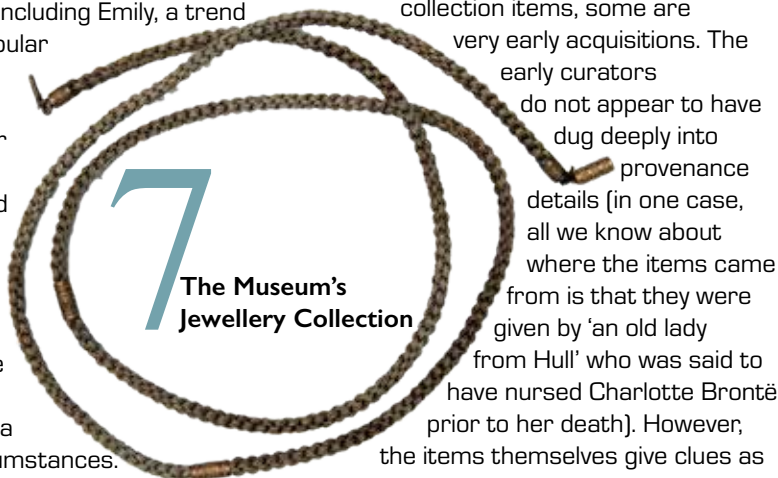 including Emily, a trend
pular
r
d
e
a
umstances.
7
The Museum's
Jewellery Collection
collection items, some are
very early acquisitions. The
early curators
do not appear to have
dug deeply into
provenance
details (in one case,
all we know about
where the items came
from is that they were
given by ‘an old lady
from Hull’ who was said to
have nursed Charlotte Brontë
prior to her death). However,
the items themselves give clues as